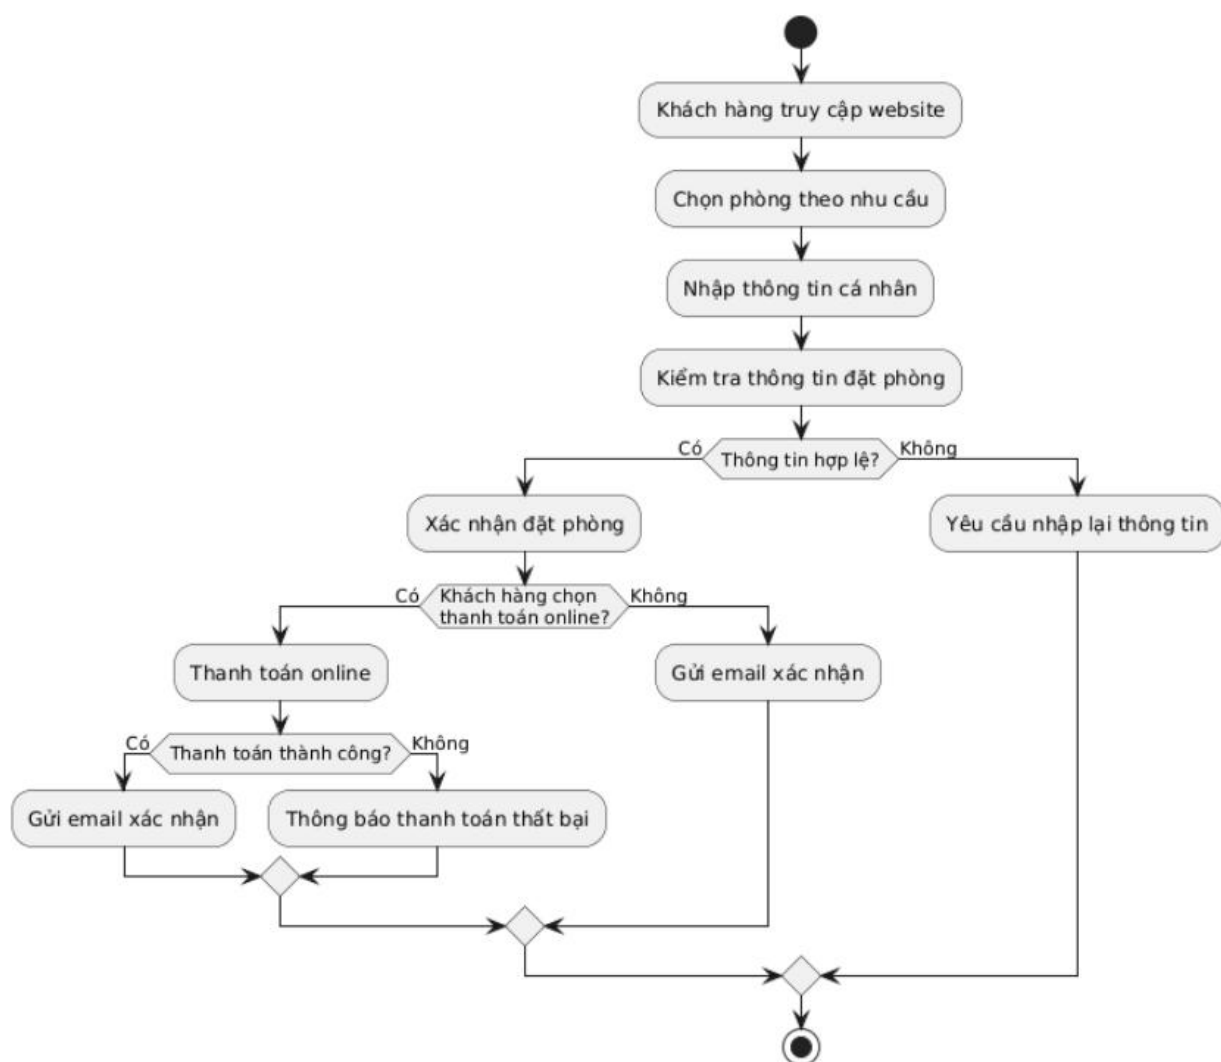 Khách hàng truy cập website
Chọn phòng theo nhu cầu
Nhập thông tin cá nhân
Kiểm tra thông tin đặt phòng
Có
Thông tin hợp lệ?
Không
Xác nhận đặt phòng
Yêu cầu nhập lại thông tin
Có
Khách hàng chọn
thanh toán online?
Không
Thanh toán online
Gửi email xác nhận
Có
Thanh toán thành công?
Không
Gửi email xác nhận
Thông báo thanh toán thất bại